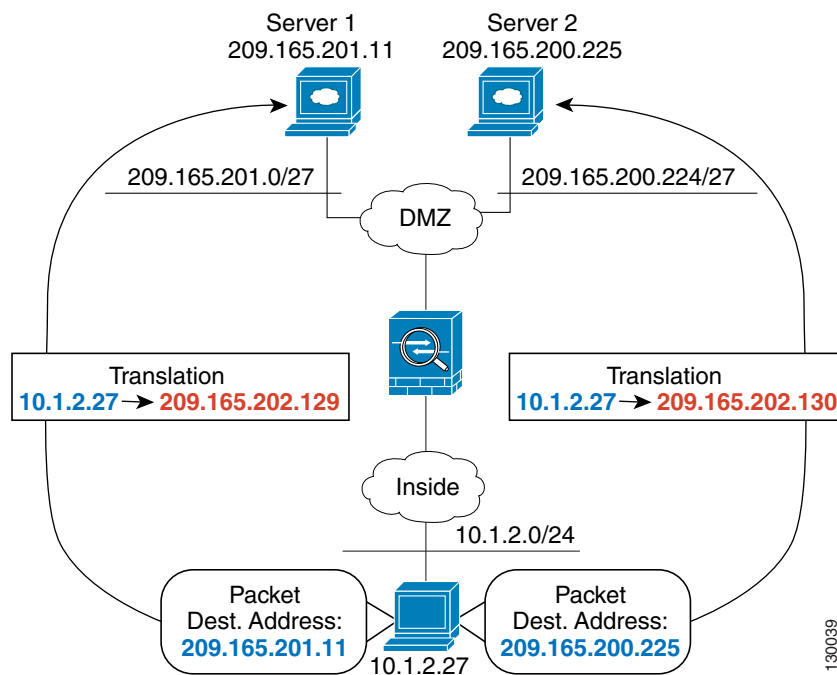 Server 1
209.165.201.11
Server 2
209.165.200.225
209.165.201.0/27
209.165.200.224/27
DMZ
Translation
10.1.2.27 209.165.202.129
Translation
10.1.2.27 209.165.202.130
Inside
10.1.2.0/24
Packet
Dest. Address:
209.165.201.11
Packet
Dest. Address:
209.165.200.225
10.1.2.27
130039